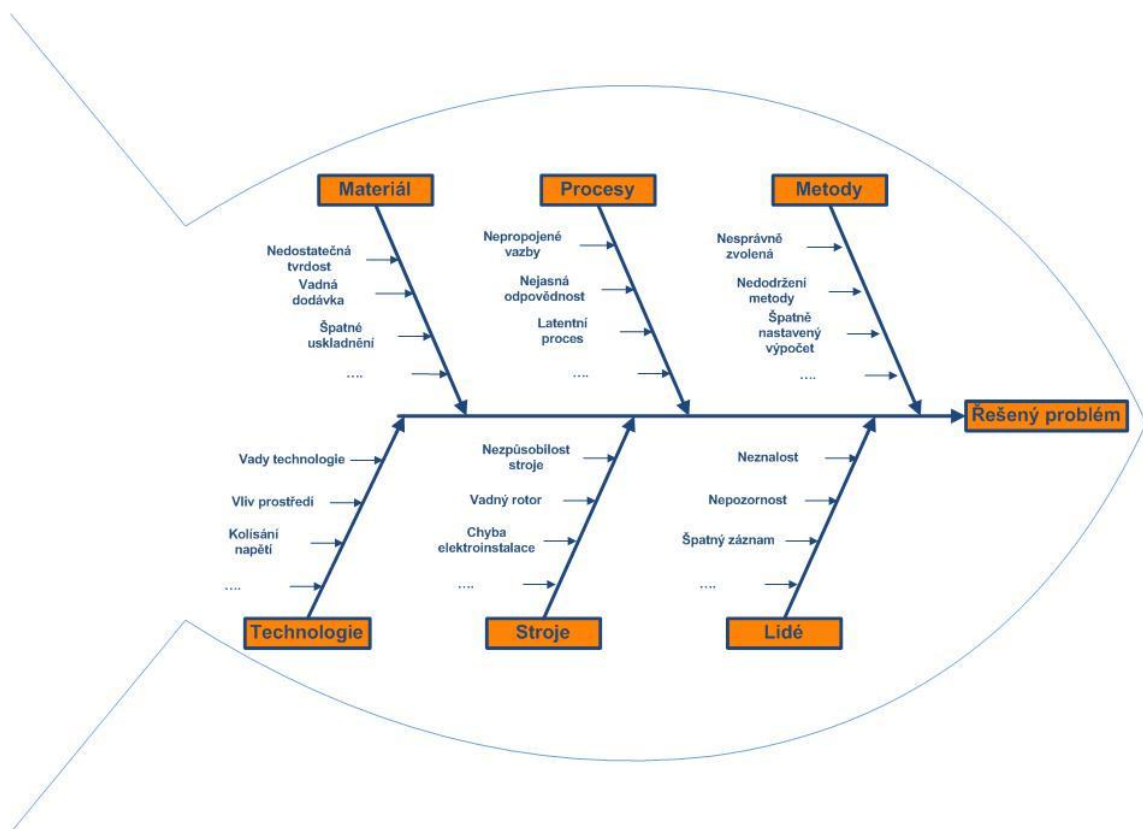 Materiál
Procesy
Metody
Nedostatečná
tvrdost
Vadná
dodávka
Špatné
uskladnění
....
Nepropojené
vazby
Nejasná
odpovědnost
Latentní
proces
....
Nesprávně
zvolená
Nedodržení
metody
Špatně
nastavený
výpočet
....
Řešený problém
Vady technologie
Vliv prostředí
Kolísání
napětí
....
Nezpůsobilost
stroje
Vadný rotor
Chyba
elektroinstalace
....
Neznalost
Nepozornost
Špatný záznam
....
Technologie
Stroje
Lidé